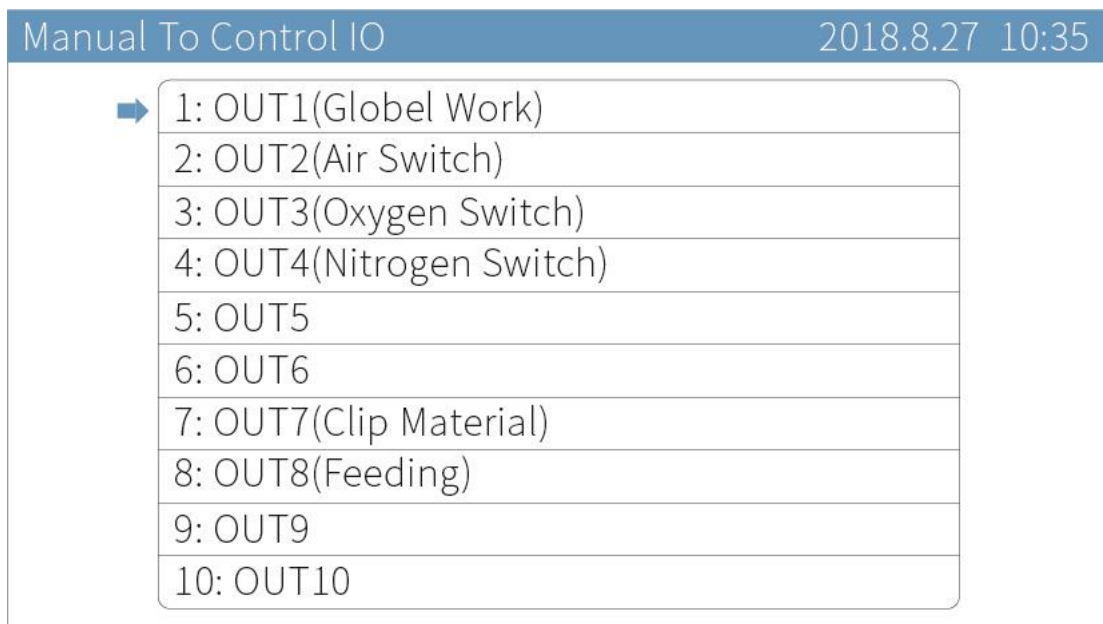 Manual To Control IO 2018.8.27 10:35
1: OUT1(Globel Work)
2: OUT2(Air Switch)
3: OUT3(Oxygen Switch)
4: OUT4(Nitrogen Switch)
5: OUT5
6: OUT6
7: OUT7(Clip Material)
8: OUT8(Feeding)
9: OUT9
10: OUT10